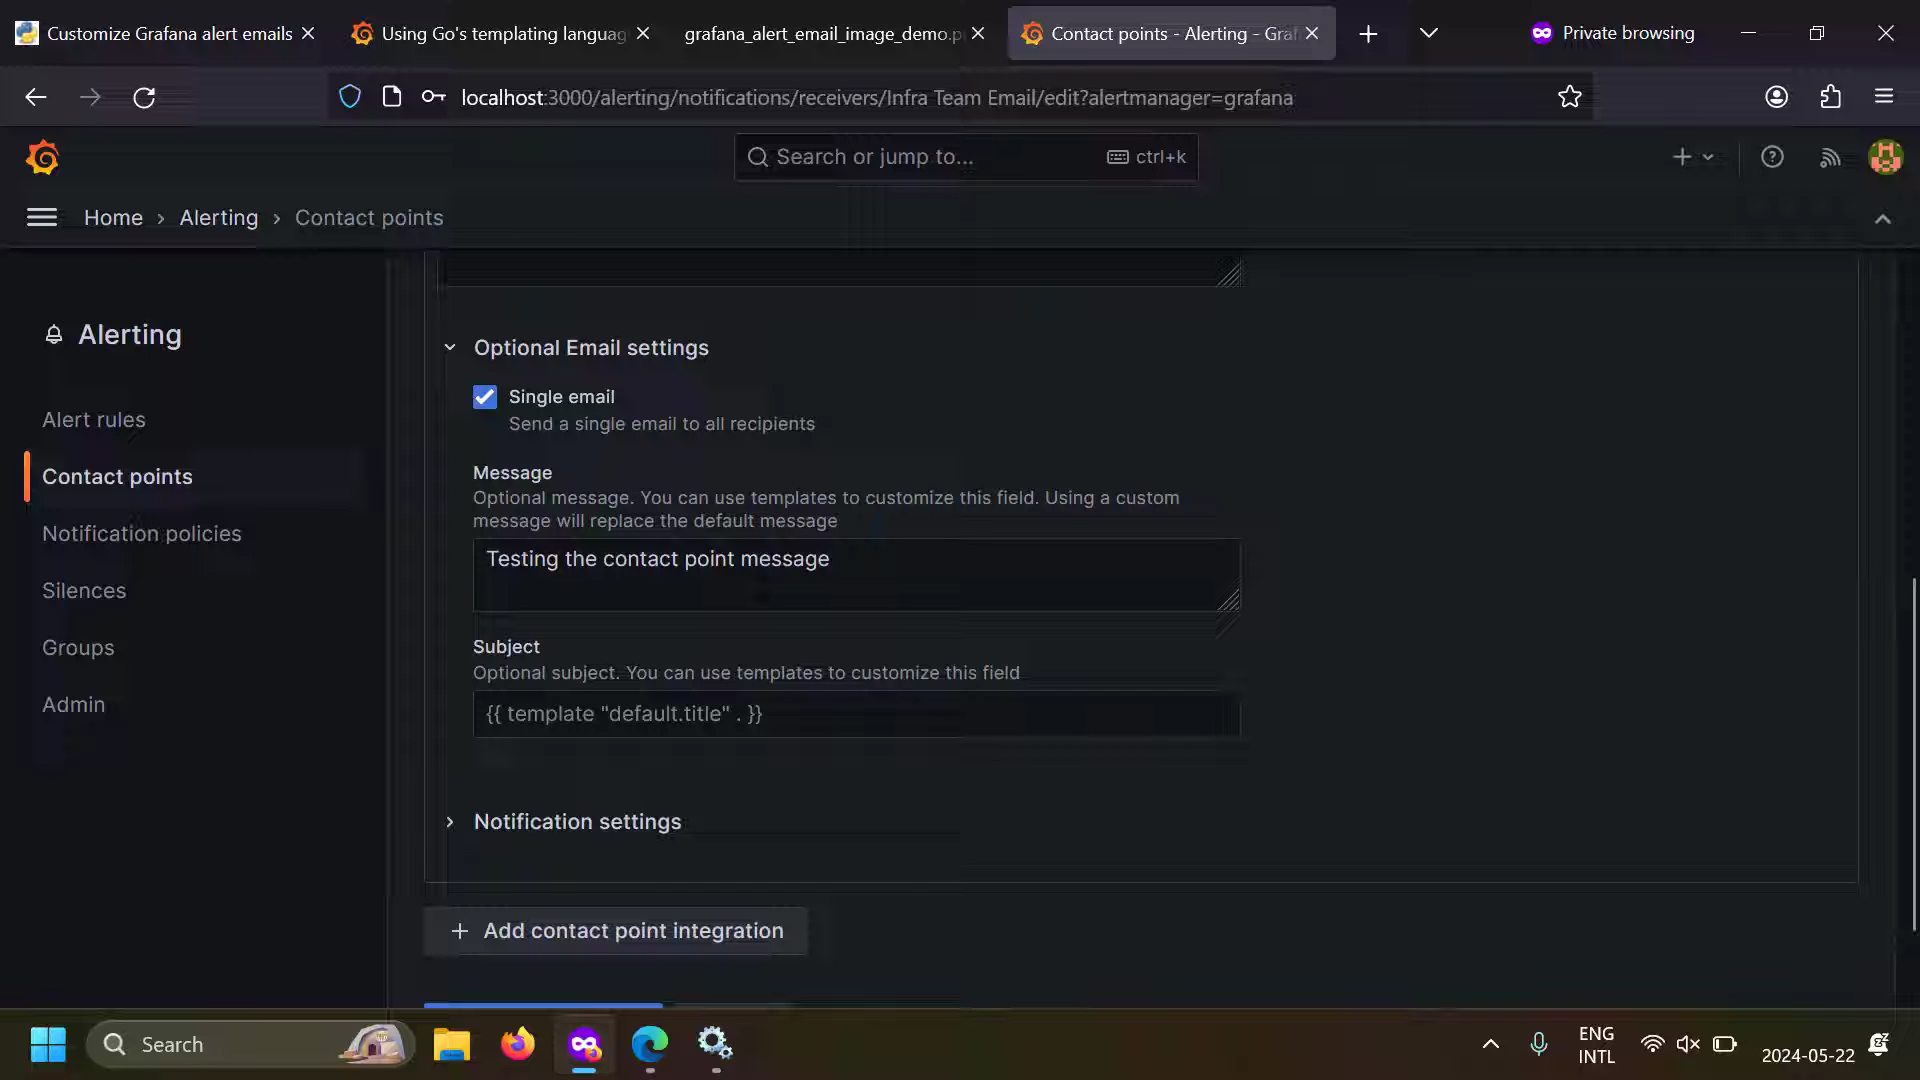 Customize Grafana alert emails
Using Go's templating languag
grafana_alert_email_image_demo.p
Contact points - Alerting - Graf
Private browsing
localhost:3000/alerting/notifications/receivers/Infra Team Email/edit?alertmanager=grafana
Search or jump to...
ctrl+k
Home
Alerting
Contact points
Alerting
Alert rules
Contact points
Notification policies
Silences
Groups
Admin
Optional Email settings
Single email
Send a single email to all recipients
Message
Optional message. You can use templates to customize this field. Using a custom
message will replace the default message
Testing the contact point message
Subject
Optional subject. You can use templates to customize this field
{{ template "default.title" . }}
Notification settings
Add contact point integration
Search
ENG
INTL
2024-05-22